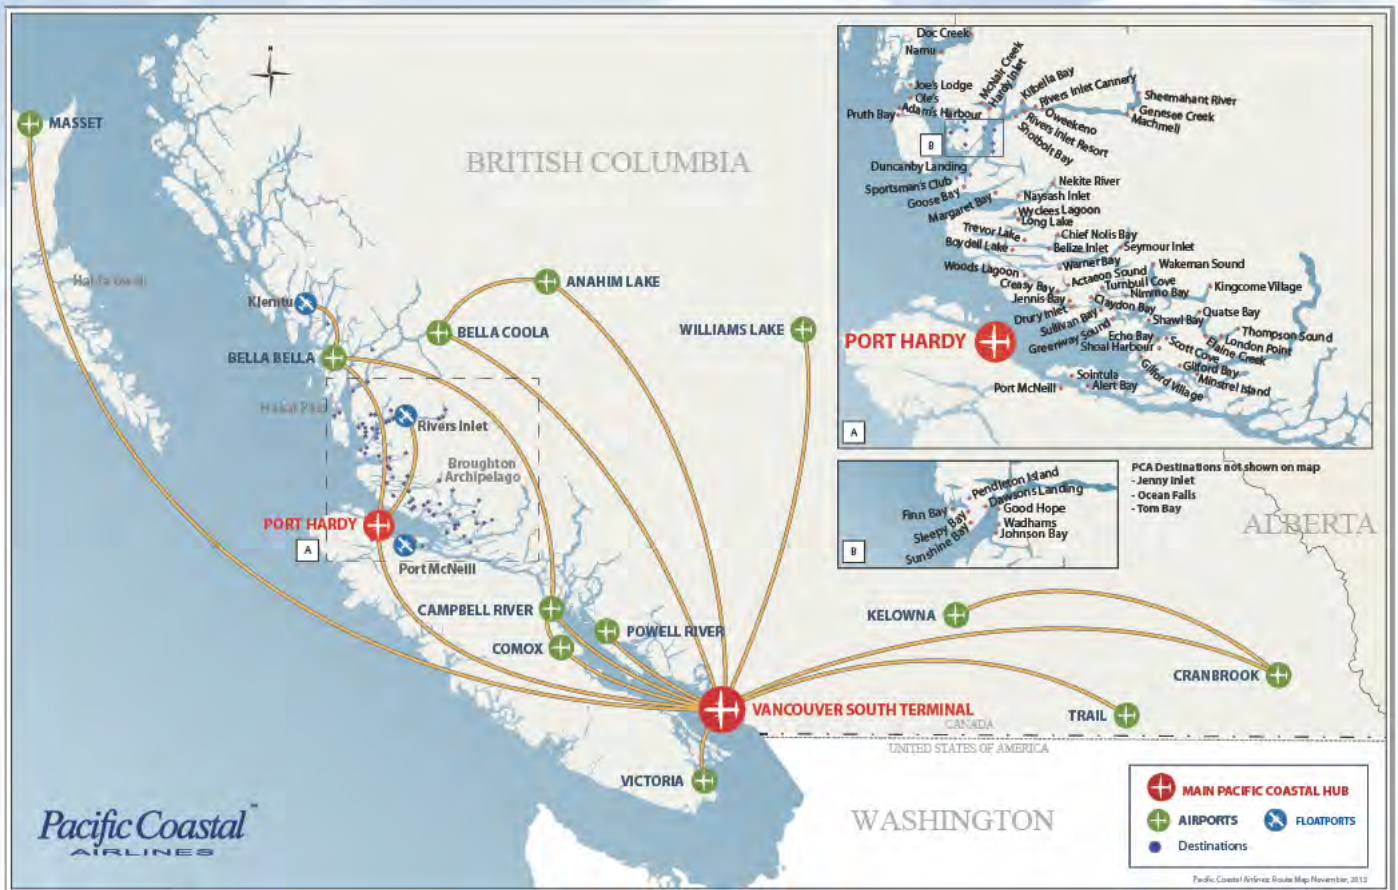 N
MASSET
BRITISH COLUMBIA
Klemtu
ANAHIM LAKE
BELLA COOLA
WILLIAMS LAKE
BELLA BELLA
Rivers Inlet
Broughton
Archipelago
PORT HARDY
A
Port McNeill
CAMPBELL RIVER
POWELL RIVER
COMOX
KELOWNA
CRANBROOK
VANCOUVER SOUTH TERMINAL
TRAIL
CANADA
UNITED STATES OF AMERICA
VICTORIA
WASHINGTON
ALBERTA
Doc Creek
Namu
McNair Creek
Hardy Inlet
Joe's Lodge
Ole's
Adam's Harbour
Pruth Bay
Kilbella Bay
Rivers Inlet Cannery
Sheemahant River
Genesee Creek
Machmell
Oweekeno
Rivers Inlet Resort
Shotbolt Bay
B
Duncanby Landing
Sportsman's Club
Goose Bay
Margaret Bay
Nekite River
Naysash Inlet
Wyclees Lagoon
Long Lake
Trevor Lake
Chief Nolis Bay
Boydell Lake
Belize Inlet
Seymour Inlet
Woods Lagoon
Warner Bay
Wakeman Sound
Creasy Bay
Actaeon Sound
Turnbull Cove
Jennis Bay
Nimmo Bay
Kingcome Village
Drury Inlet
Claydon Bay
Sullivan Bay
Shawl Bay
Quatse Bay
Greenway Sound
Echo Bay
Shoal Harbour
Scott Cove
Thompson Sound
London Point
Elaine Creek
Gilford Bay
Gilford Village
Minstrel Island
PORT HARDY
Port McNeill
Sointula
Alert Bay
A
Pendleton Island
Dawsons Landing
Finn Bay
Good Hope
Sleepy Bay
Wadhams
Sunshine Bay
Johnson Bay
B
PCA Destinations not shown on map
- Jenny Inlet
- Ocean Falls
- Tom Bay
MAIN PACIFIC COASTAL HUB
AIRPORTS
FLOATPORTS
Destinations
Pacific Coastal™
AIRLINES
Pacific Coastal Airlines Route Map November, 2012